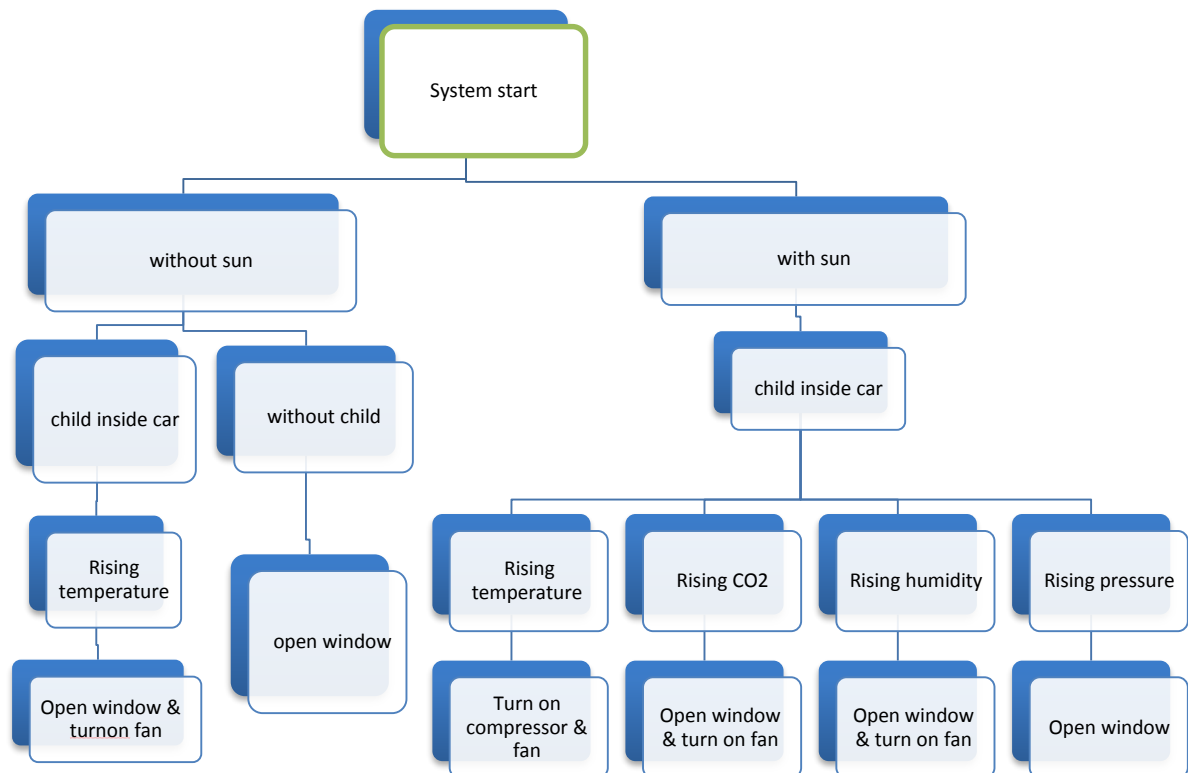 System start
without sun
with sun
child inside car
without child
child inside car
Rising
temperature
open window
Rising
temperature
Rising CO2
Rising humidity
Rising pressure
Open window &
turnon fan
Turn on
compressor &
fan
Open window
& turn on fan
Open window
& turn on fan
Open window